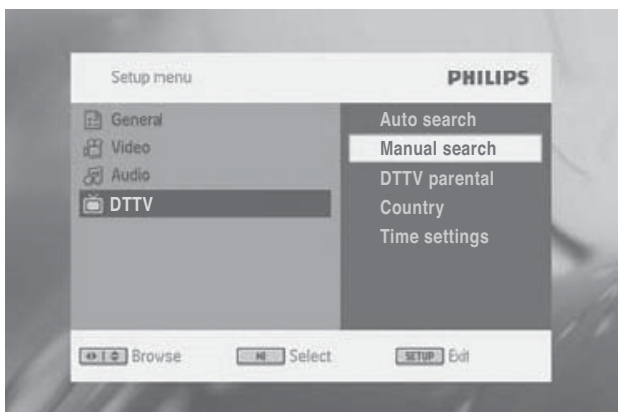 Setup menu PHILIPS
General
Video
Audio
DTTV
Auto search
Manual search
DTTV parental
Country
Time settings
Browse Select SETUP Exit